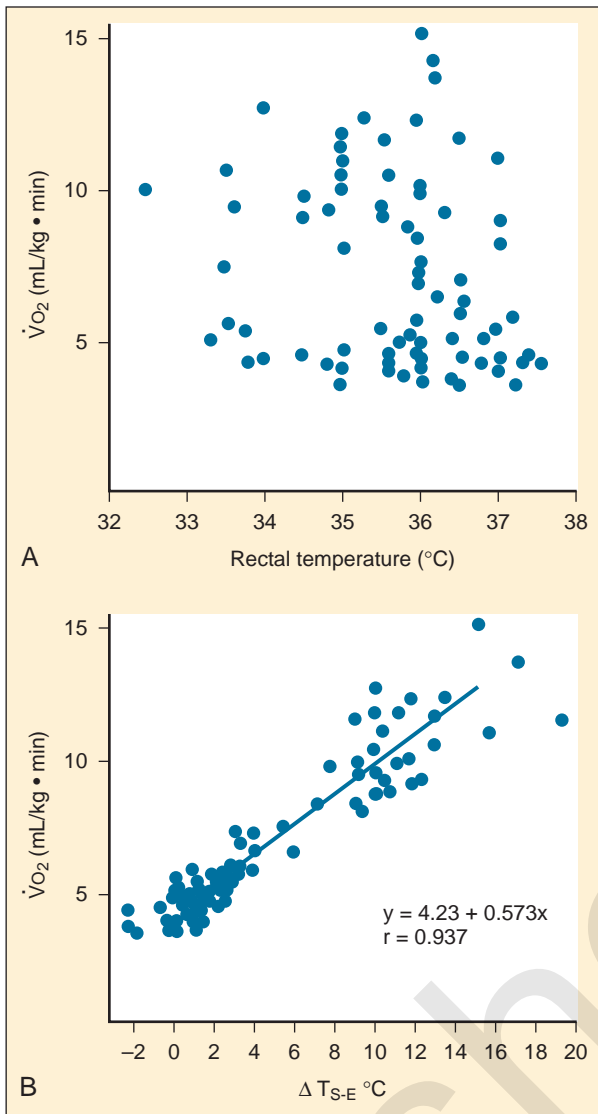 15
10
5
V̇O₂ (mL/kg • min)
32 33 34 35 36 37 38
Rectal temperature (°C)
A
15
10
5
V̇O₂ (mL/kg • min)
y = 4.23 + 0.573x
r = 0.937
−2 0 2 4 6 8 10 12 14 16 18 20
Δ T<sub>S-E</sub> °C
B